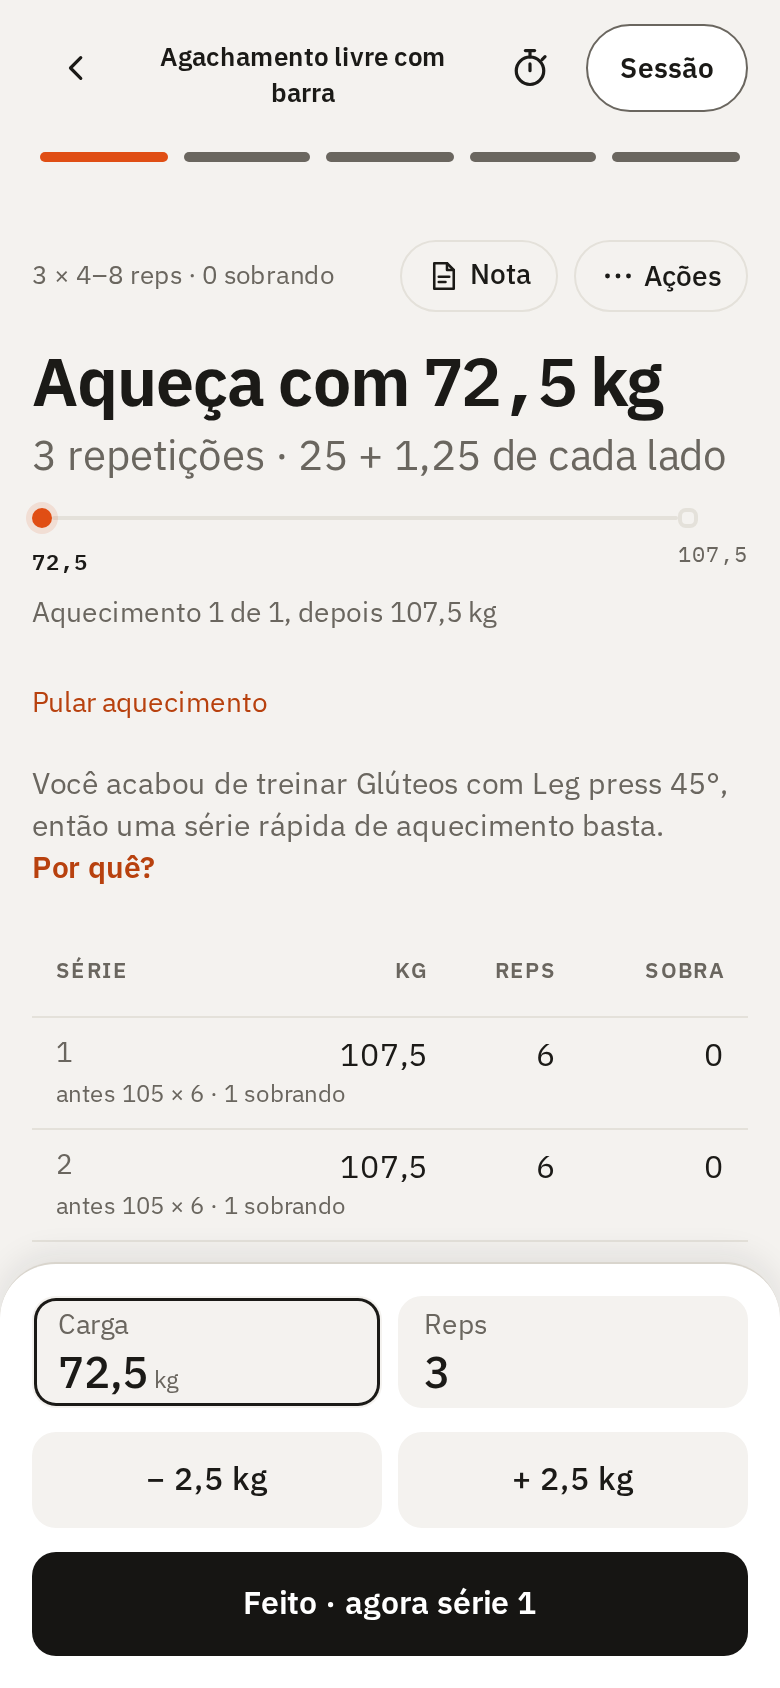 Agachamento livre com
barra
Sessão
3 × 4–8 reps · 0 sobrando
Nota
Ações
Aqueça com 72,5 kg
3 repetições · 25 + 1,25 de cada lado
72,5
107,5
Aquecimento 1 de 1, depois 107,5 kg
Pular aquecimento
Você acabou de treinar Glúteos com Leg press 45°,
então uma série rápida de aquecimento basta.
Por quê?
SÉRIE KG REPS SOBRA
1 107,5 6 0
antes 105 × 6 · 1 sobrando
2 107,5 6 0
antes 105 × 6 · 1 sobrando
Carga
72,5 kg
Reps
3
− 2,5 kg
+ 2,5 kg
Feito · agora série 1